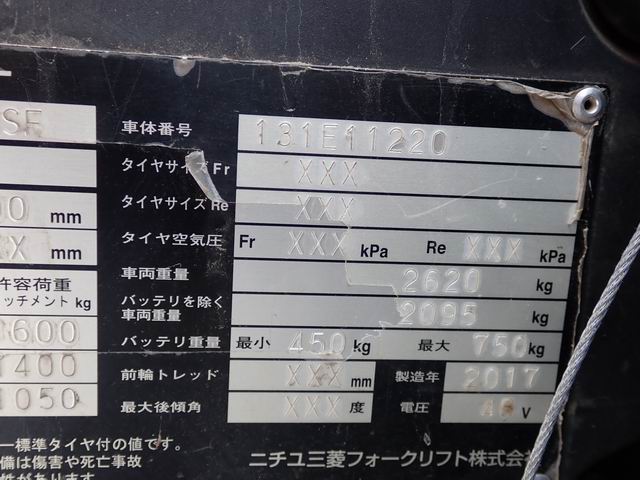 SF
車体番号 131E11220
タイヤサイズ Fr XXX
タイヤサイズ Re XXX
00 mm
タイヤ空気圧 Fr XXX kPa Re XXX kPa
X mm
車両重量 2620 kg
許容荷重
ッチメント kg
バッテリを除く
車両重量 2095 kg
600
バッテリ重量 最小 450 kg 最大 750 kg
400
前輪トレッド XXX mm 製造年 2017
050
最大後傾角 XXX 度 電圧 48 V
ー標準タイヤ付の値です。
備は傷害や死亡事故
ニチユ三菱フォークリフト株式会